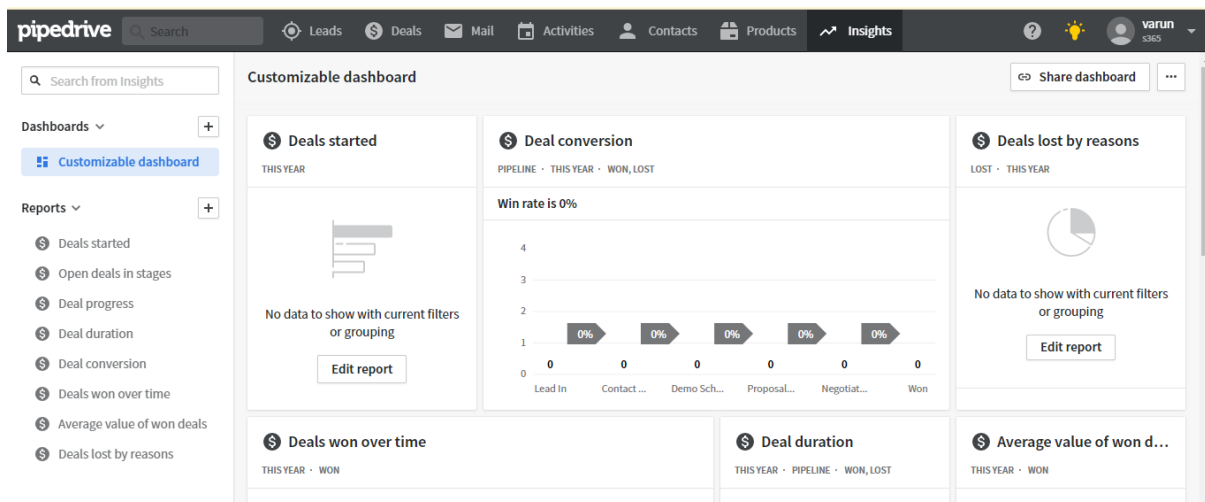 pipedrive Search Leads Deals Mail Activities Contacts Products Insights ? varun
s365
Search from Insights
Dashboards +
Customizable dashboard
Reports +
Deals started
Open deals in stages
Deal progress
Deal duration
Deal conversion
Deals won over time
Average value of won deals
Deals lost by reasons
Customizable dashboard Share dashboard ...
Deals started
THIS YEAR
No data to show with current filters
or grouping
Edit report
Deal conversion
PIPELINE · THIS YEAR · WON, LOST
Win rate is 0%
4
3
2
1
0
0% 0% 0% 0% 0%
0 0 0 0 0 0
Lead In Contact ... Demo Sch... Proposal... Negotiat... Won
Deals lost by reasons
LOST · THIS YEAR
No data to show with current filters
or grouping
Edit report
Deals won over time
THIS YEAR · WON
Deal duration
THIS YEAR · PIPELINE · WON, LOST
Average value of won d...
THIS YEAR · WON